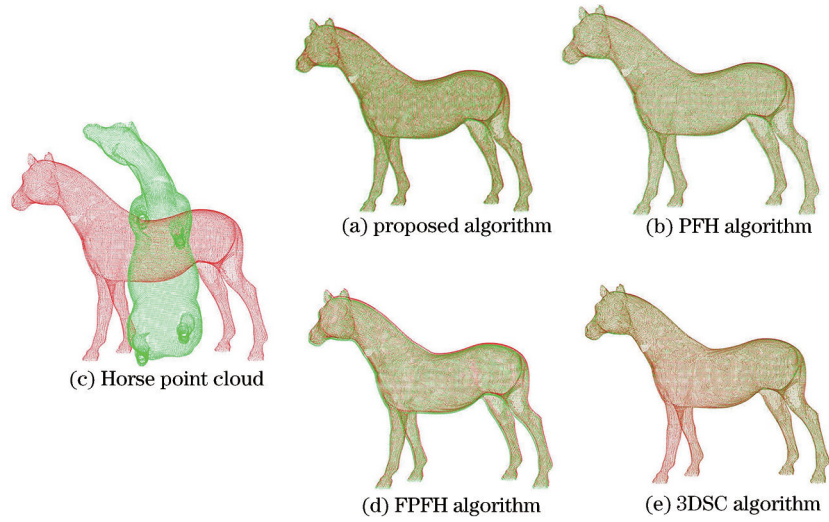 (a) proposed algorithm
(b) PFH algorithm
(c) Horse point cloud
(d) FPFH algorithm
(e) 3DSC algorithm